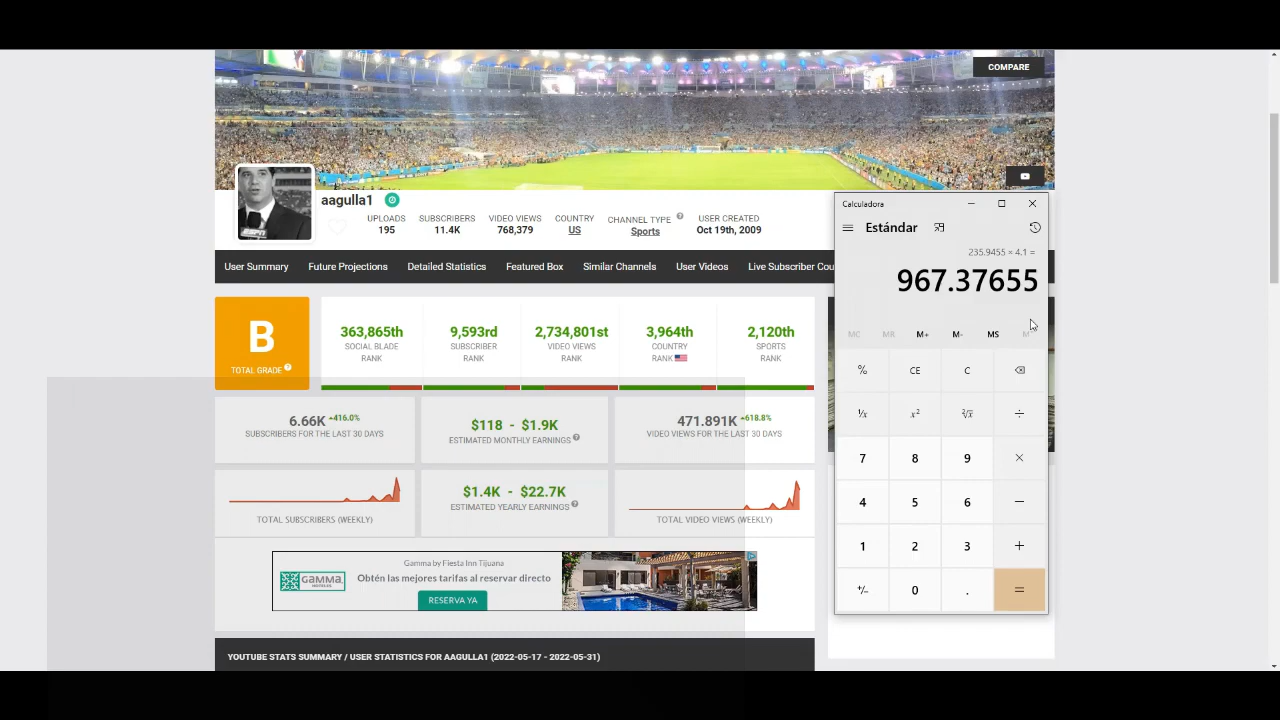 COMPARE
aagulla1
UPLOADS
195
SUBSCRIBERS
11.4K
VIDEO VIEWS
768,379
COUNTRY
US
CHANNEL TYPE ?
Sports
USER CREATED
Oct 19th, 2009
User Summary Future Projections Detailed Statistics Featured Box Similar Channels User Videos Live Subscriber Cou
B
TOTAL GRADE ?
363,865th
SOCIAL BLADE
RANK
9,593rd
SUBSCRIBER
RANK
2,734,801st
VIDEO VIEWS
RANK
3,964th
COUNTRY
RANK
2,120th
SPORTS
RANK
6.66K 416.0%
SUBSCRIBERS FOR THE LAST 30 DAYS
$118 - $1.9K
ESTIMATED MONTHLY EARNINGS ?
471.891K 618.8%
VIDEO VIEWS FOR THE LAST 30 DAYS
TOTAL SUBSCRIBERS (WEEKLY)
$1.4K - $22.7K
ESTIMATED YEARLY EARNINGS ?
TOTAL VIDEO VIEWS (WEEKLY)
GAMMA
Gamma by Fiesta Inn Tijuana
Obtén las mejores tarifas al reservar directo
RESERVA YA
YOUTUBE STATS SUMMARY / USER STATISTICS FOR AAGULLA1 (2022-05-17 - 2022-05-31)
Calculadora
Estándar
235.9455 × 4.1 =
967.37655
MC MR M+ M- MS
% CE C
¹/x x² ²√x ÷
7 8 9 ×
4 5 6 −
1 2 3 +
+/− 0 . =